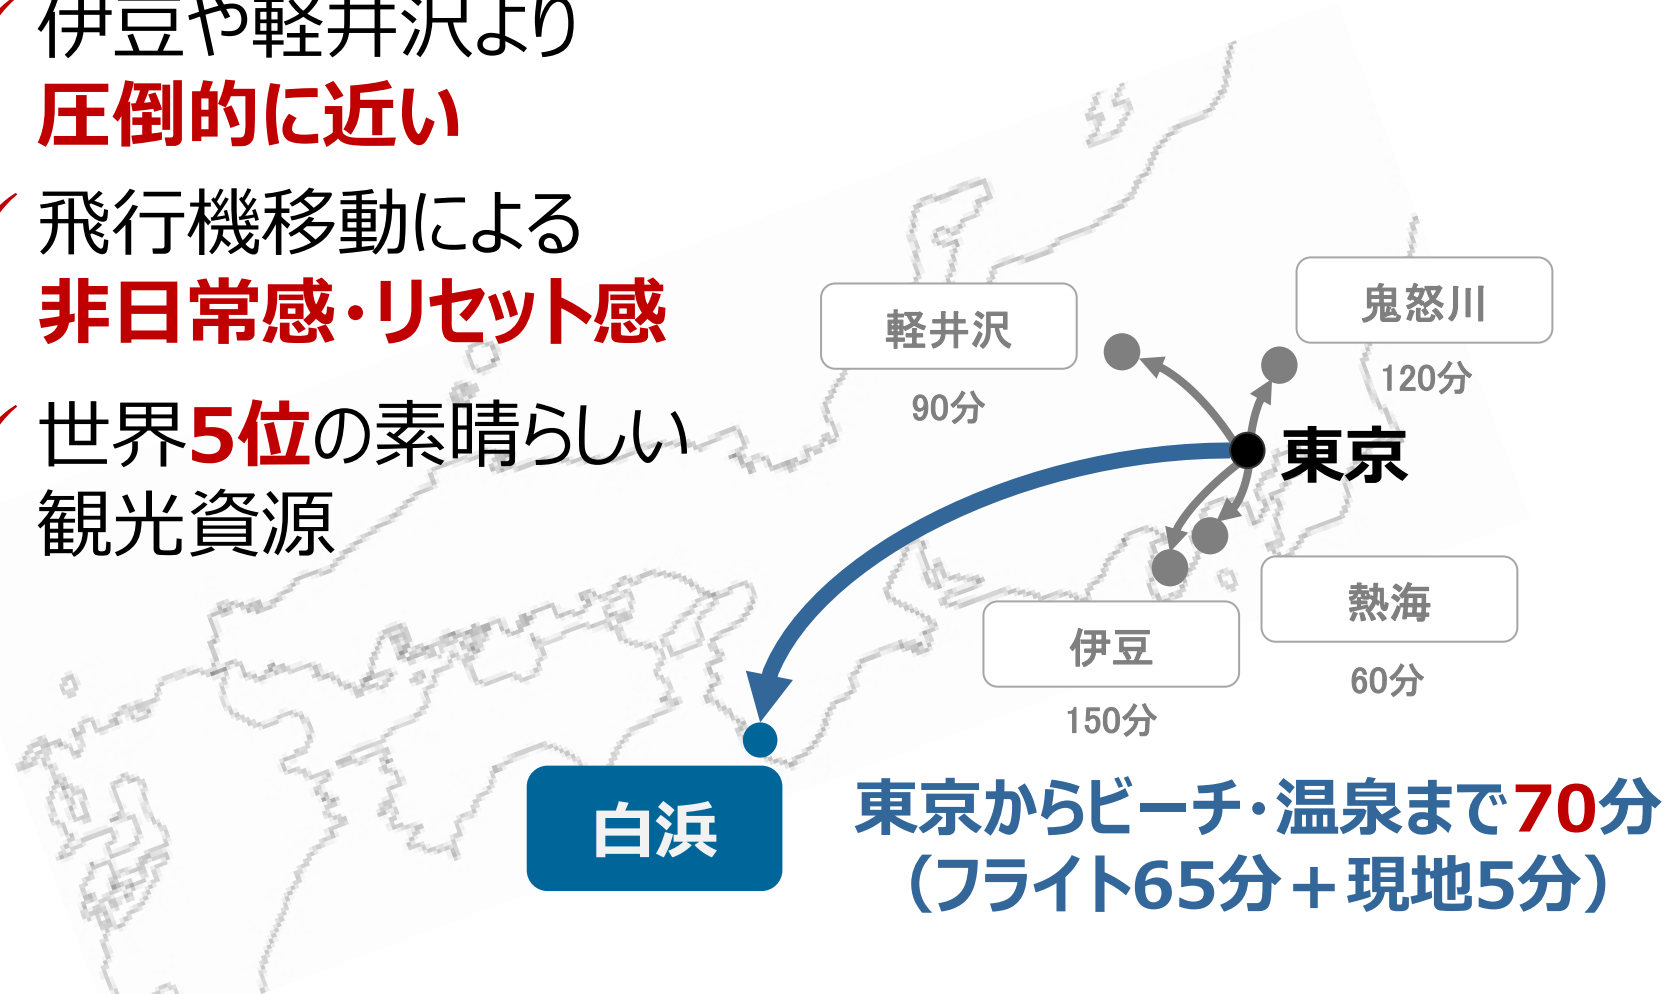 伊豆や軽井沢より
圧倒的に近い
飛行機移動による
非日常感・リセット感
世界5位の素晴らしい
観光資源
軽井沢
90分
鬼怒川
120分
東京
熱海
60分
伊豆
150分
白浜
東京からビーチ・温泉まで70分
（フライト65分＋現地5分）